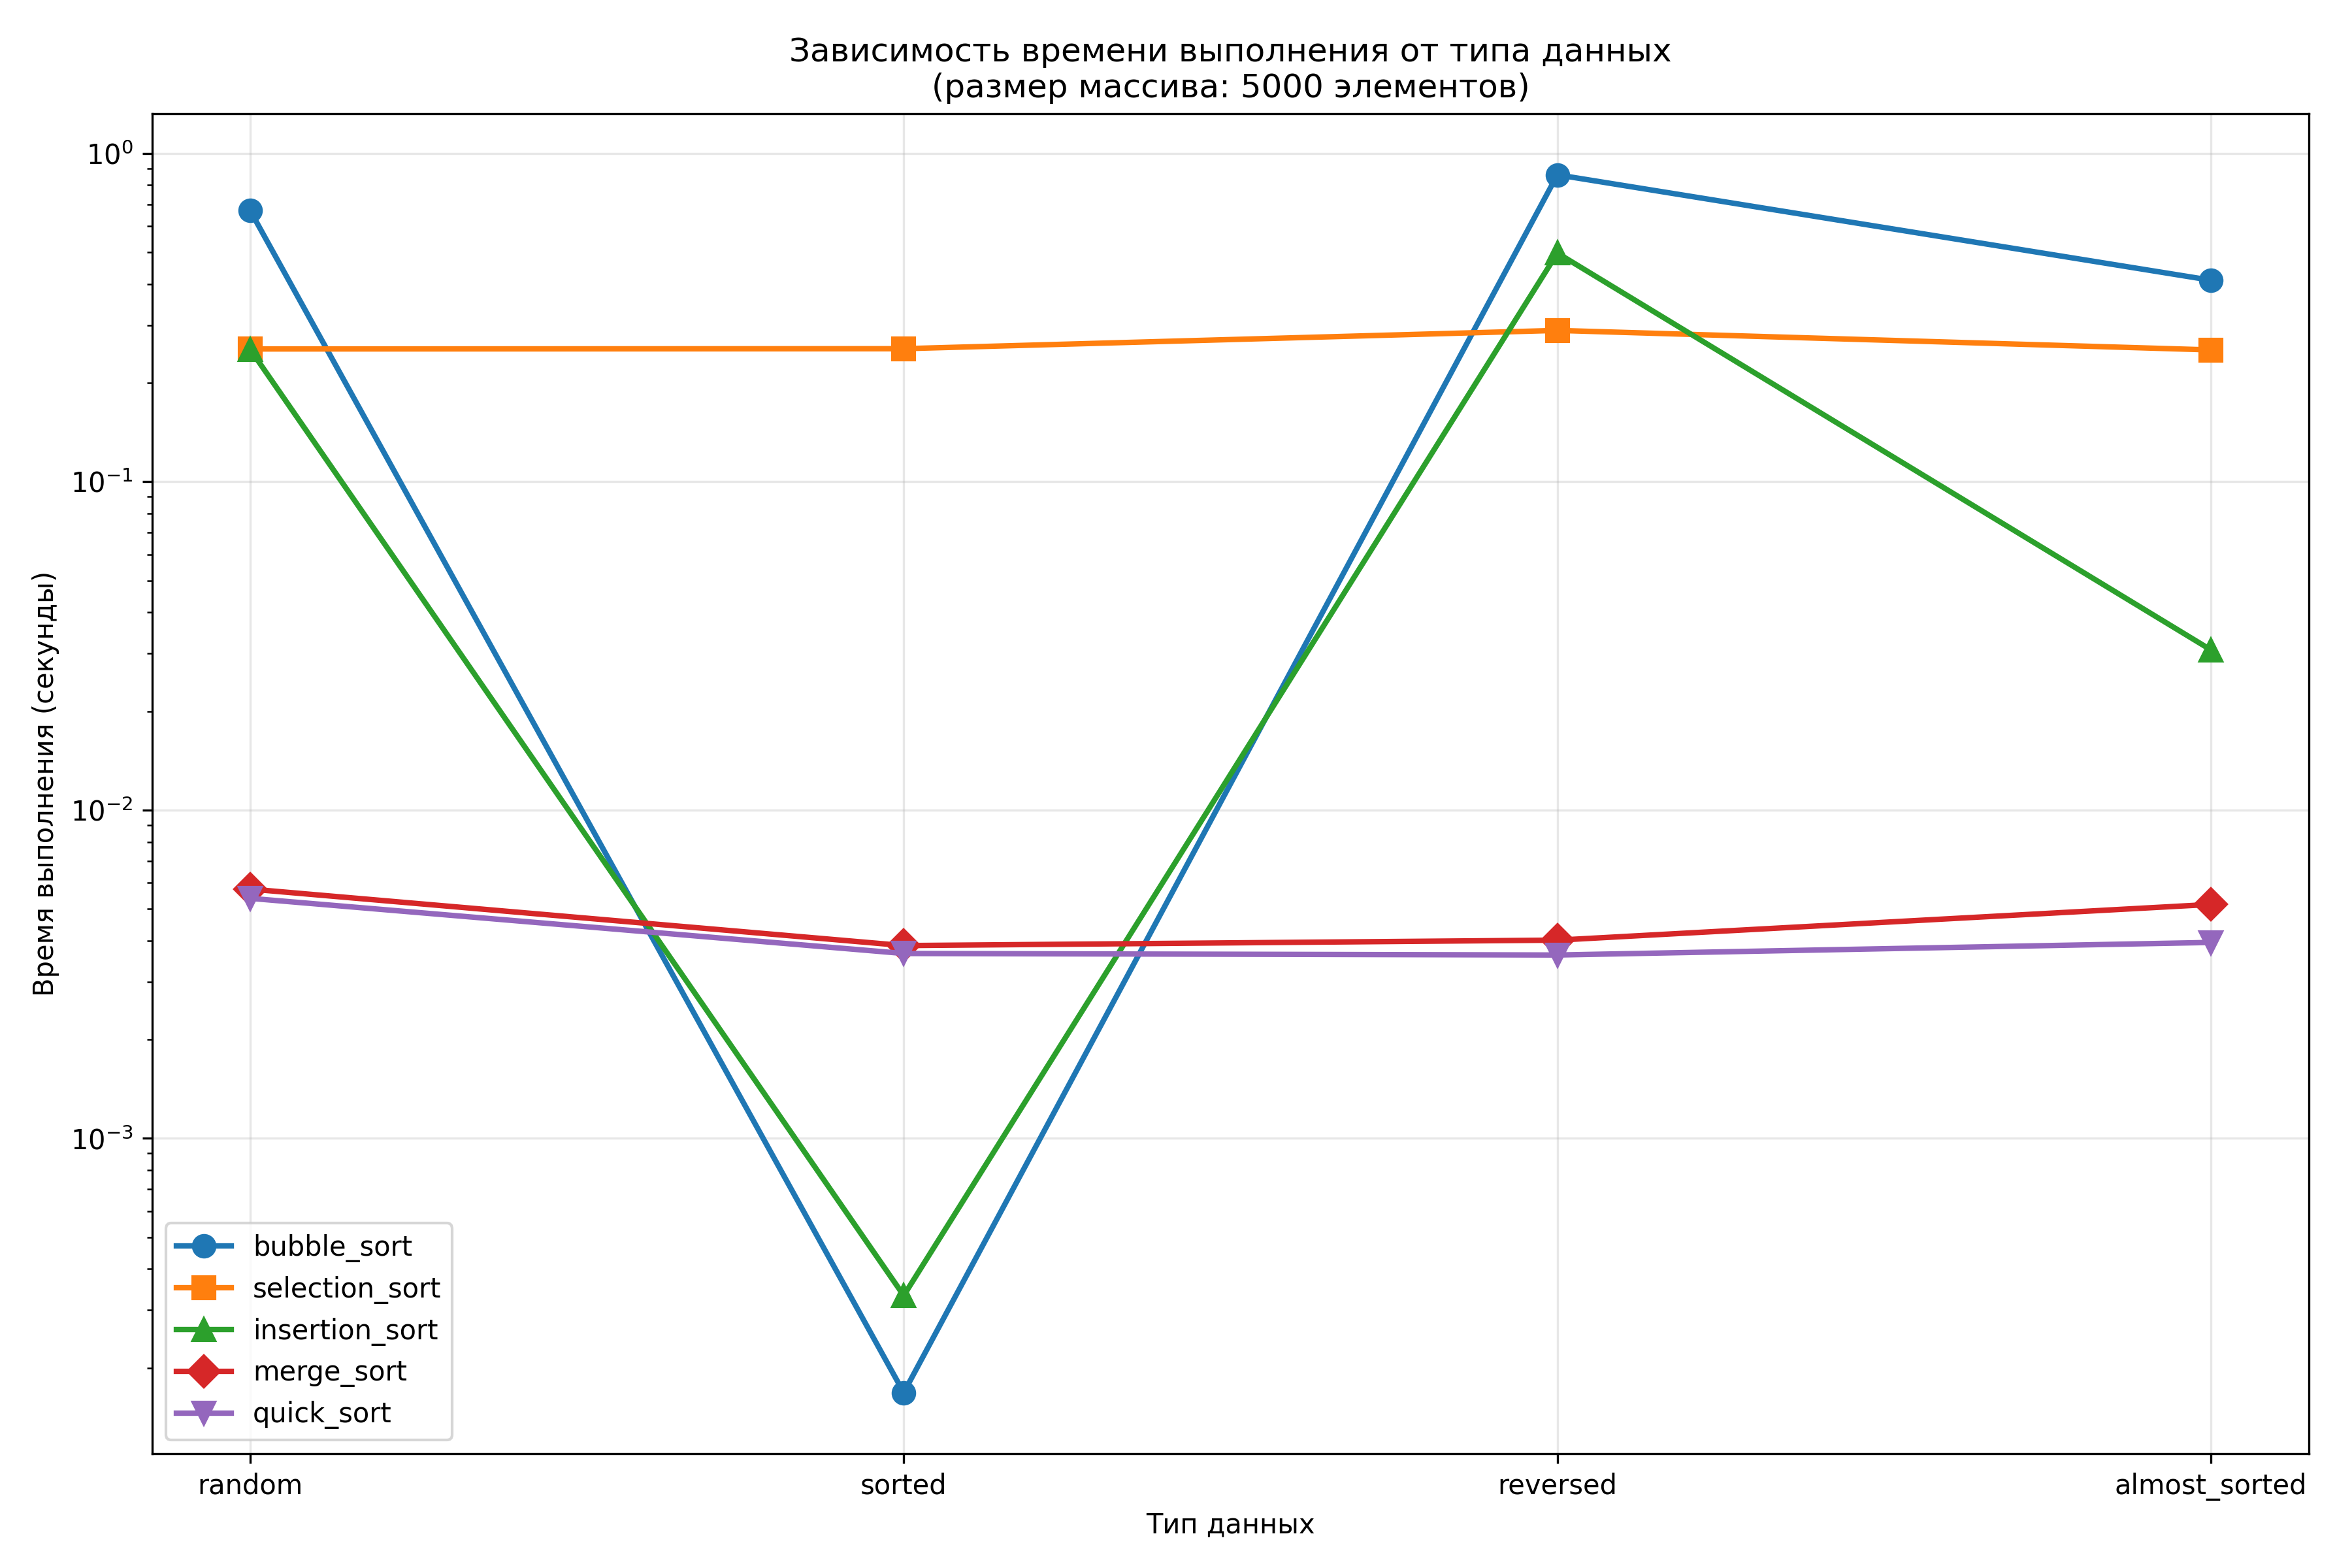 Зависимость времени выполнения от типа данных
(размер массива: 5000 элементов)
Время выполнения (секунды)
10⁰
10⁻¹
10⁻²
10⁻³
bubble_sort
selection_sort
insertion_sort
merge_sort
quick_sort
random
sorted
reversed
almost_sorted
Тип данных